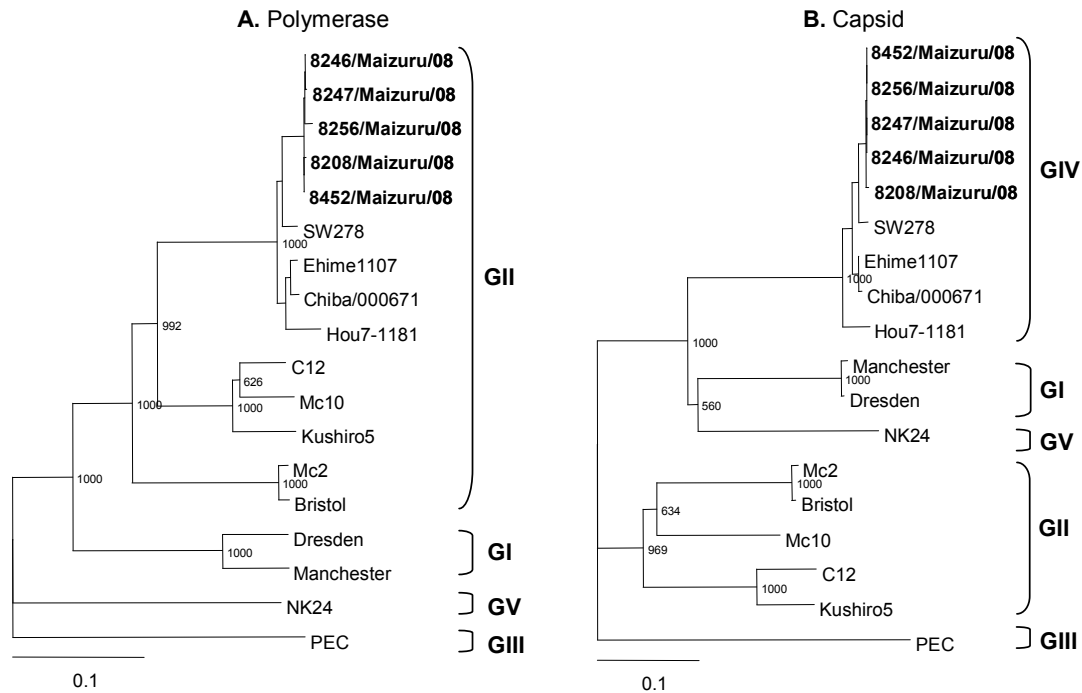 A. Polymerase
8246/Maizuru/08
8247/Maizuru/08
8256/Maizuru/08
8208/Maizuru/08
8452/Maizuru/08
SW278
1000
Ehime1107
GII
Chiba/000671
992
Hou7-1181
C12
626
1000
Mc10
1000
Kushiro5
1000
Mc2
1000
Bristol
Dresden
1000
GI
Manchester
NK24
GV
PEC
GIII
0.1
B. Capsid
8452/Maizuru/08
8256/Maizuru/08
8247/Maizuru/08
8246/Maizuru/08
GIV
8208/Maizuru/08
SW278
Ehime1107
1000
Chiba/000671
Hou7-1181
1000
Manchester
1000
GI
Dresden
560
NK24
GV
Mc2
1000
Bristol
634
GII
Mc10
969
C12
1000
Kushiro5
PEC
GIII
0.1